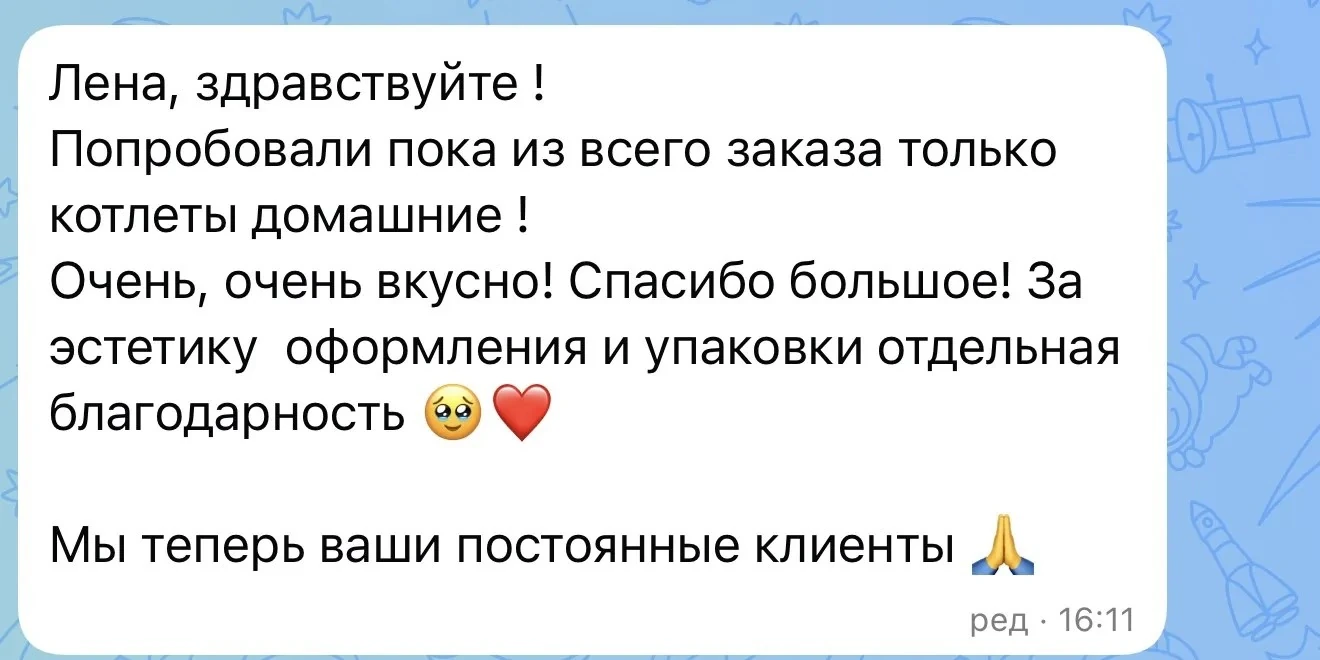 Лена, здравствуйте !
Попробовали пока из всего заказа только
котлеты домашние !
Очень, очень вкусно! Спасибо большое! За
эстетику  оформления и упаковки отдельная
благодарность 🥹❤️
Мы теперь ваши постоянные клиенты 🙏
ред · 16:11